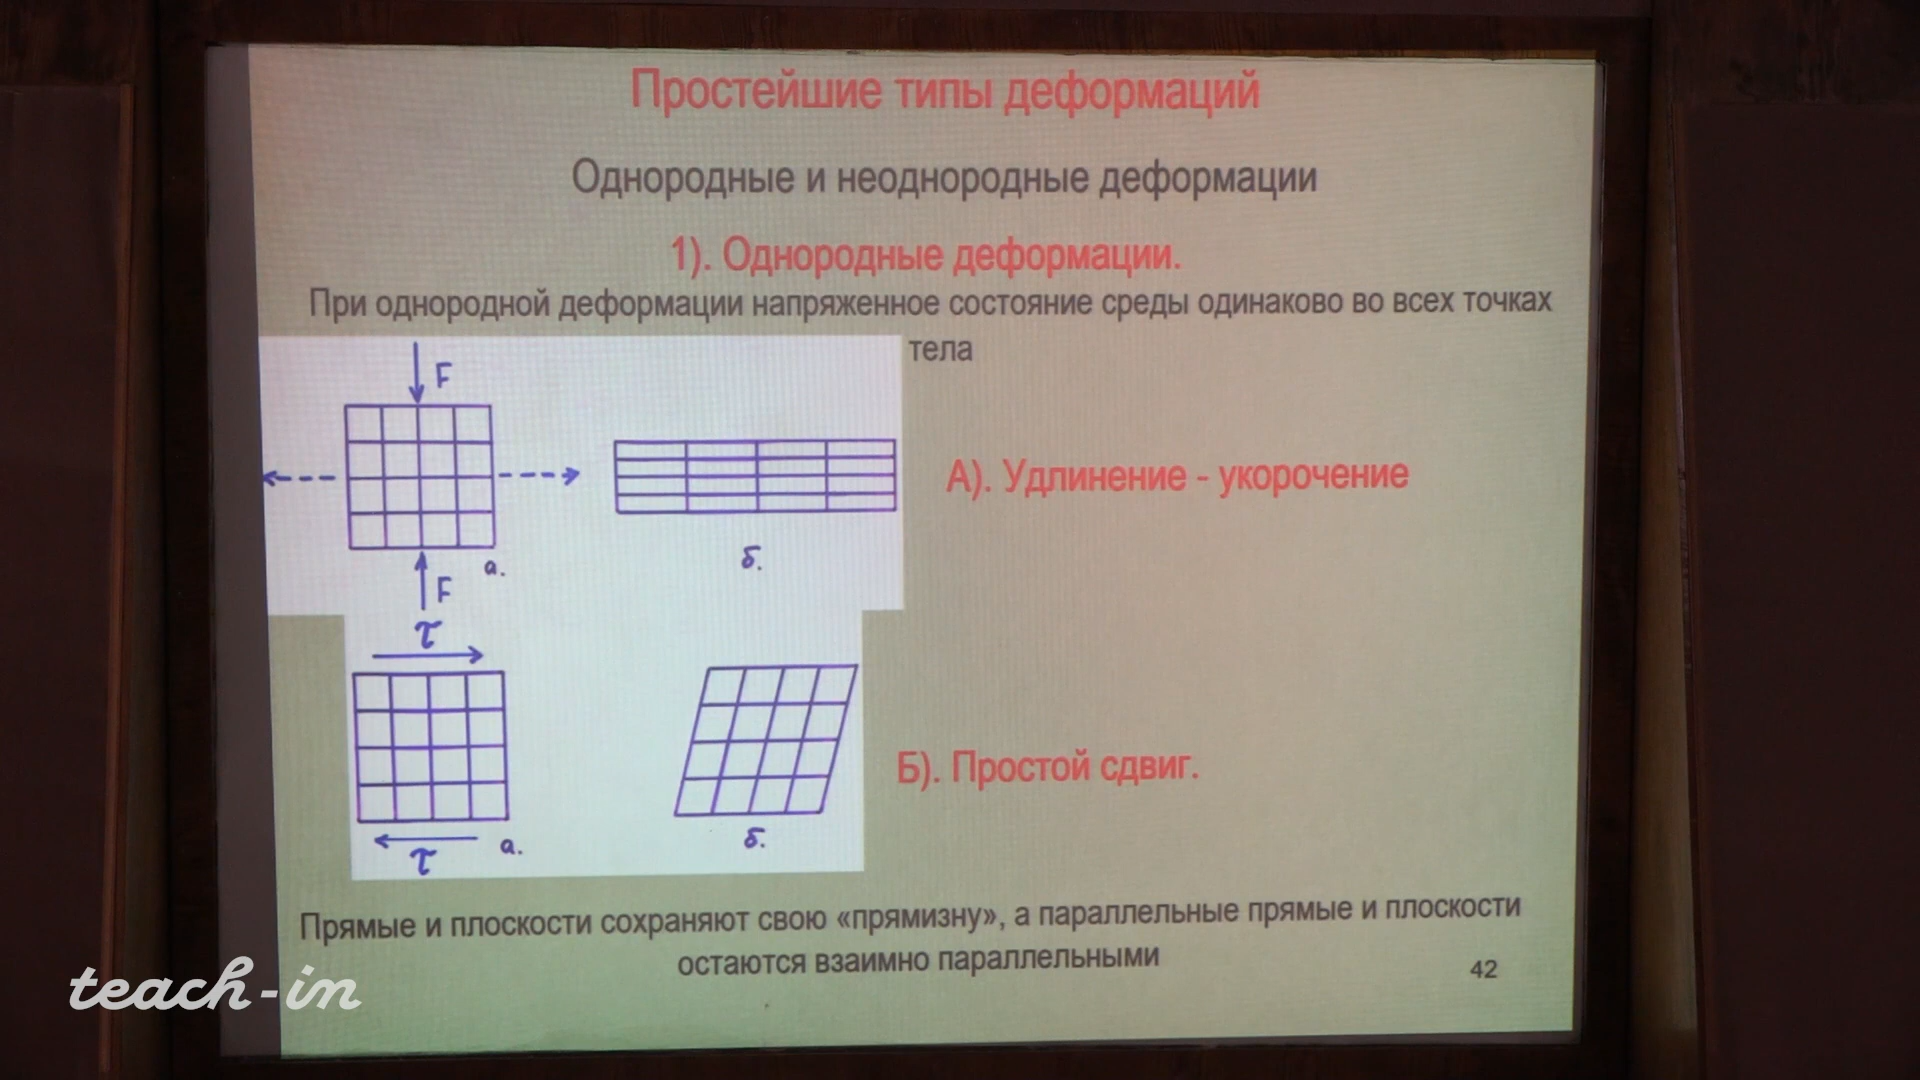 Простейшие типы деформаций
Однородные и неоднородные деформации
1). Однородные деформации.
При однородной деформации напряженное состояние среды одинаково во всех точках
тела
F
а.
б.
F
А). Удлинение - укорочение
τ
а.
τ
б.
Б). Простой сдвиг.
Прямые и плоскости сохраняют свою «прямизну», а параллельные прямые и плоскости
остаются взаимно параллельными
42
teach-in